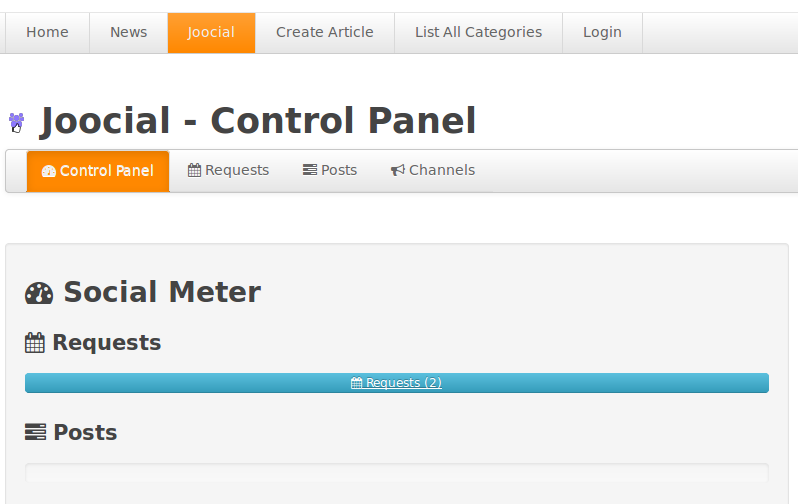 Home News Joocial Create Article List All Categories Login
Joocial - Control Panel
Control Panel Requests Posts Channels
Social Meter
Requests
Requests (2)
Posts